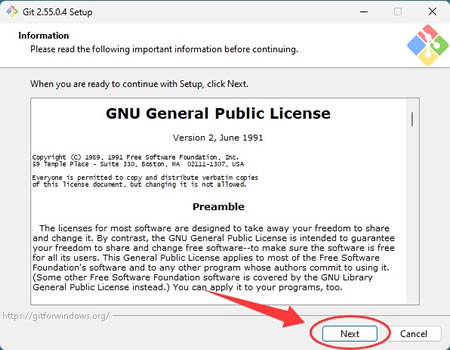 Git 2.55.0.4 Setup
Information
Please read the following important information before continuing.
When you are ready to continue with Setup, click Next.
GNU General Public License
Version 2, June 1991
Copyright (C) 1989, 1991 Free Software Foundation, Inc.
59 Temple Place - Suite 330, Boston, MA  02111-1307, USA
Everyone is permitted to copy and distribute verbatim copies
of this license document, but changing it is not allowed.
Preamble
The licenses for most software are designed to take away your freedom to share
and change it. By contrast, the GNU General Public License is intended to guarantee
your freedom to share and change free software--to make sure the software is free
for all its users. This General Public License applies to most of the Free Software
Foundation's software and to any other program whose authors commit to using it.
(Some other Free Software Foundation software is covered by the GNU Library
General Public License instead.) You can apply it to your programs, too.
https://gitforwindows.org/
Next
Cancel